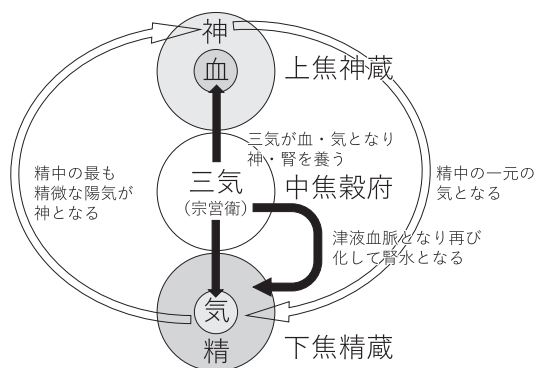 神
血
上焦神蔵
三気が血・気となり
神・腎を養う
三気
(宗営衛)
中焦穀府
精中の最も
精微な陽気が
神となる
精中の一元の
気となる
津液血脈となり再び
化して腎水となる
気
精
下焦精蔵